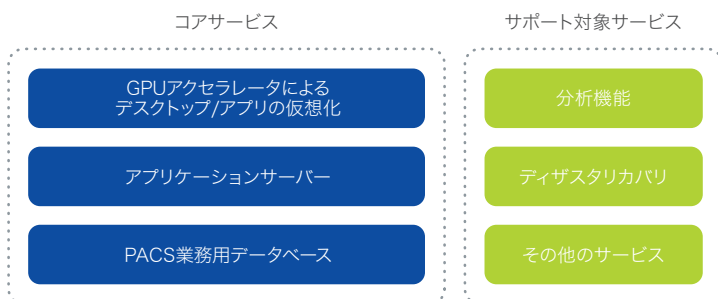 コアサービス
GPUアクセラレータによる
デスクトップ/アプリの仮想化
アプリケーションサーバー
PACS業務用データベース
サポート対象サービス
分析機能
ディザスタリカバリ
その他のサービス